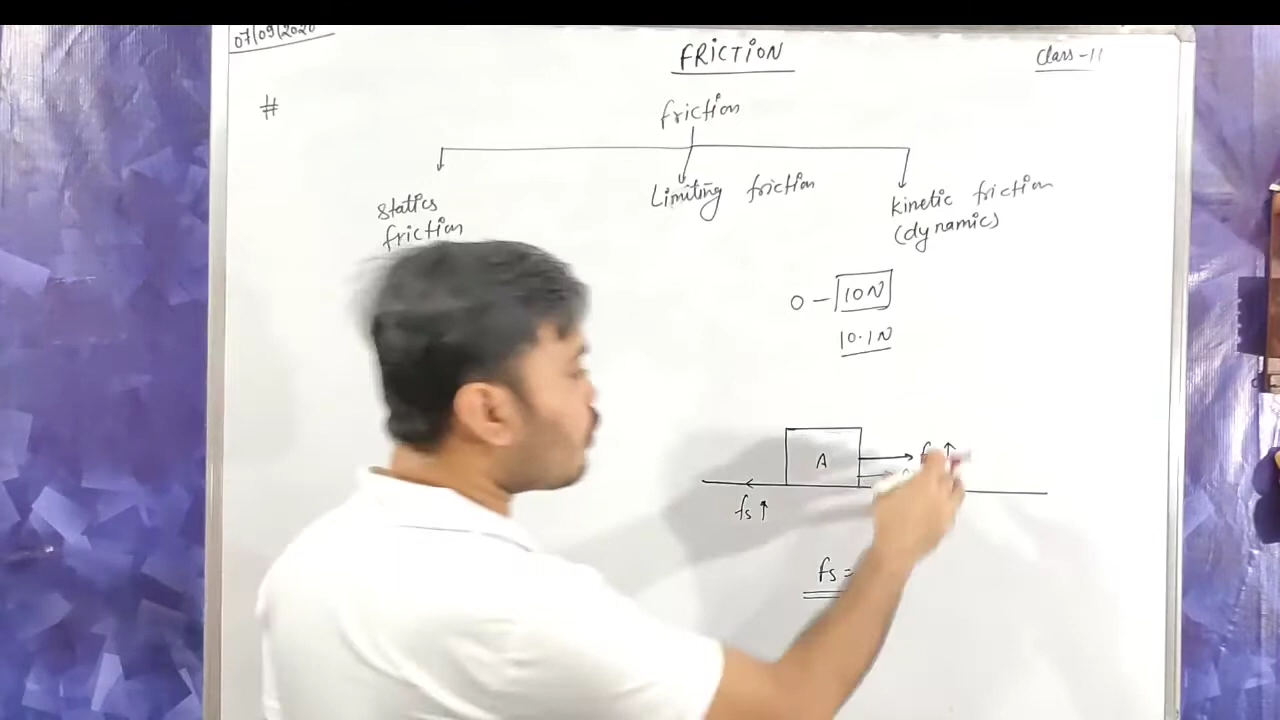 07/09/2020
FRICTION
Class-11
#
friction
Statics
friction
Limiting friction
Kinetic friction
(dynamic)
0 - 10N
10.1N
A
f ↑
fs ↑
fs =